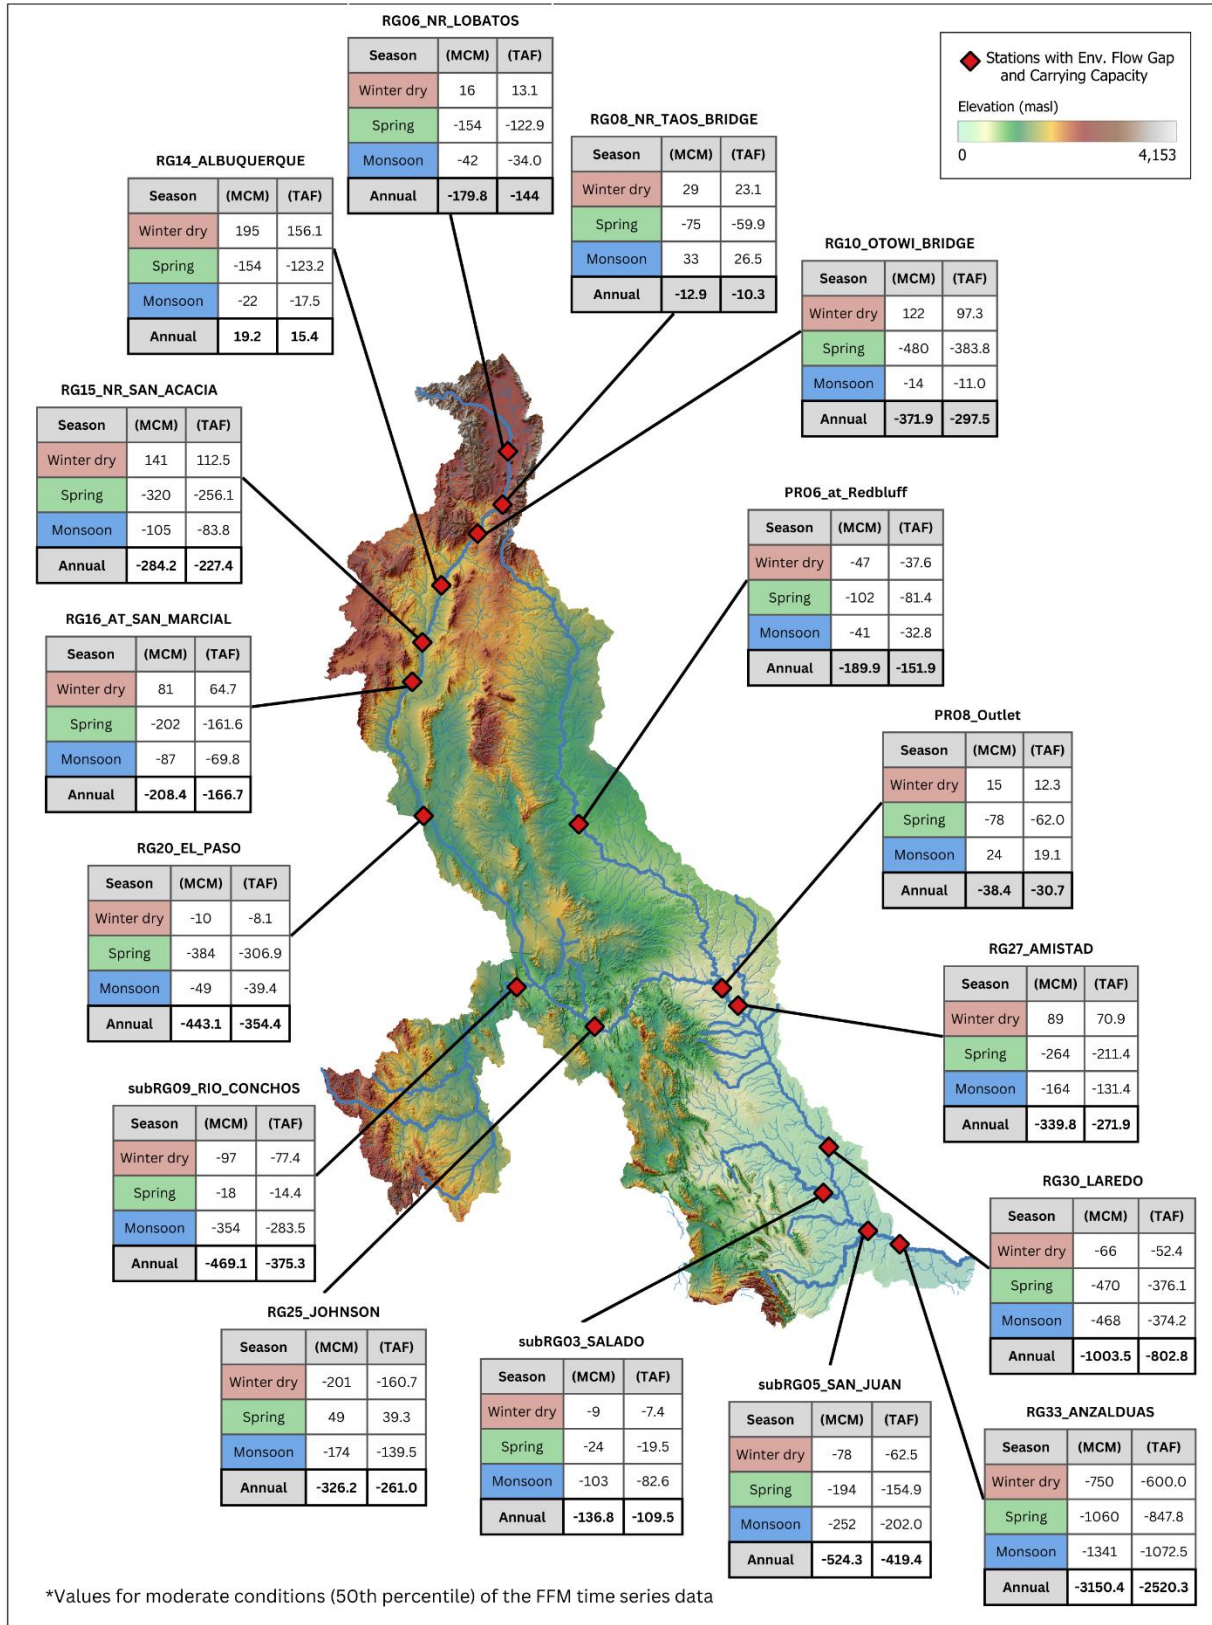 RG06_NR_LOBATOS
Season (MCM) (TAF)
Winter dry 16 13.1
Spring -154 -122.9
Monsoon -42 -34.0
Annual -179.8 -144
Stations with Env. Flow Gap
and Carrying Capacity
Elevation (masl)
0 4,153
RG08_NR_TAOS_BRIDGE
Season (MCM) (TAF)
Winter dry 29 23.1
Spring -75 -59.9
Monsoon 33 26.5
Annual -12.9 -10.3
RG14_ALBUQUERQUE
Season (MCM) (TAF)
Winter dry 195 156.1
Spring -154 -123.2
Monsoon -22 -17.5
Annual 19.2 15.4
RG10_OTOWI_BRIDGE
Season (MCM) (TAF)
Winter dry 122 97.3
Spring -480 -383.8
Monsoon -14 -11.0
Annual -371.9 -297.5
RG15_NR_SAN_ACACIA
Season (MCM) (TAF)
Winter dry 141 112.5
Spring -320 -256.1
Monsoon -105 -83.8
Annual -284.2 -227.4
PR06_at_Redbluff
Season (MCM) (TAF)
Winter dry -47 -37.6
Spring -102 -81.4
Monsoon -41 -32.8
Annual -189.9 -151.9
RG16_AT_SAN_MARCIAL
Season (MCM) (TAF)
Winter dry 81 64.7
Spring -202 -161.6
Monsoon -87 -69.8
Annual -208.4 -166.7
PR08_Outlet
Season (MCM) (TAF)
Winter dry 15 12.3
Spring -78 -62.0
Monsoon 24 19.1
Annual -38.4 -30.7
RG20_EL_PASO
Season (MCM) (TAF)
Winter dry -10 -8.1
Spring -384 -306.9
Monsoon -49 -39.4
Annual -443.1 -354.4
RG27_AMISTAD
Season (MCM) (TAF)
Winter dry 89 70.9
Spring -264 -211.4
Monsoon -164 -131.4
Annual -339.8 -271.9
subRG09_RIO_CONCHOS
Season (MCM) (TAF)
Winter dry -97 -77.4
Spring -18 -14.4
Monsoon -354 -283.5
Annual -469.1 -375.3
RG30_LAREDO
Season (MCM) (TAF)
Winter dry -66 -52.4
Spring -470 -376.1
Monsoon -468 -374.2
Annual -1003.5 -802.8
RG25_JOHNSON
Season (MCM) (TAF)
Winter dry -201 -160.7
Spring 49 39.3
Monsoon -174 -139.5
Annual -326.2 -261.0
subRG03_SALADO
Season (MCM) (TAF)
Winter dry -9 -7.4
Spring -24 -19.5
Monsoon -103 -82.6
Annual -136.8 -109.5
subRG05_SAN_JUAN
Season (MCM) (TAF)
Winter dry -78 -62.5
Spring -194 -154.9
Monsoon -252 -202.0
Annual -524.3 -419.4
RG33_ANZALDUAS
Season (MCM) (TAF)
Winter dry -750 -600.0
Spring -1060 -847.8
Monsoon -1341 -1072.5
Annual -3150.4 -2520.3
*Values for moderate conditions (50th percentile) of the FFM time series data